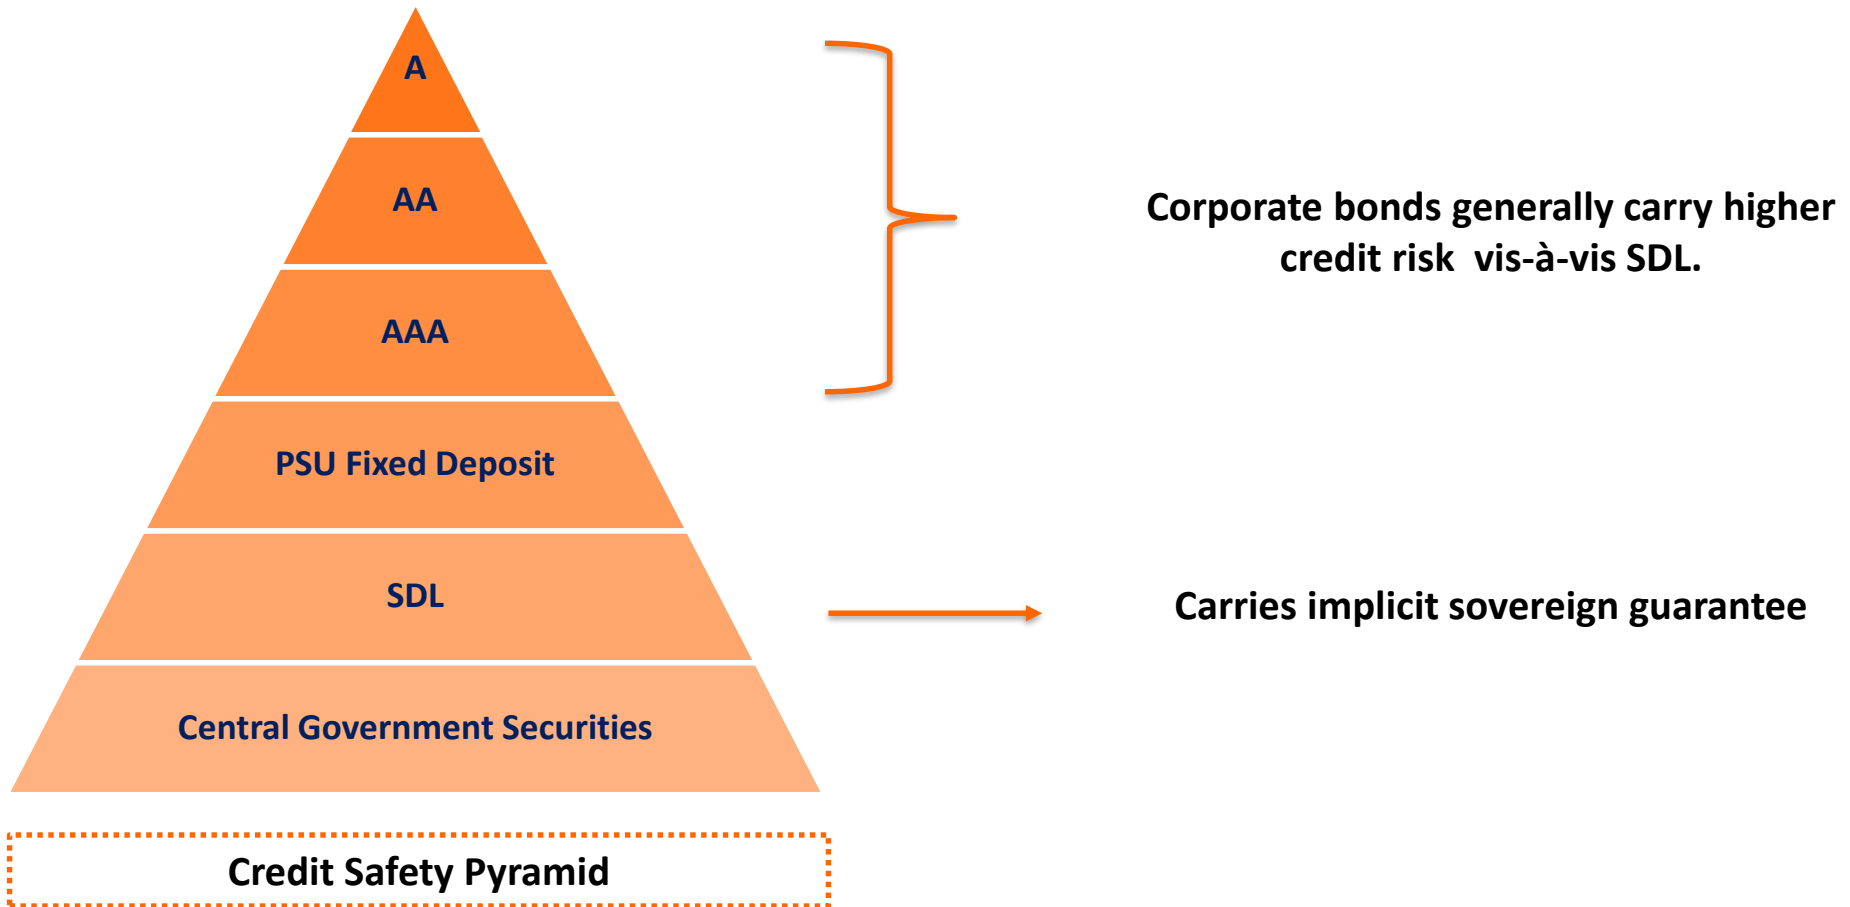 A
AA
AAA
PSU Fixed Deposit
SDL
Central Government Securities
Credit Safety Pyramid
Corporate bonds generally carry higher
credit risk  vis-à-vis SDL.
Carries implicit sovereign guarantee